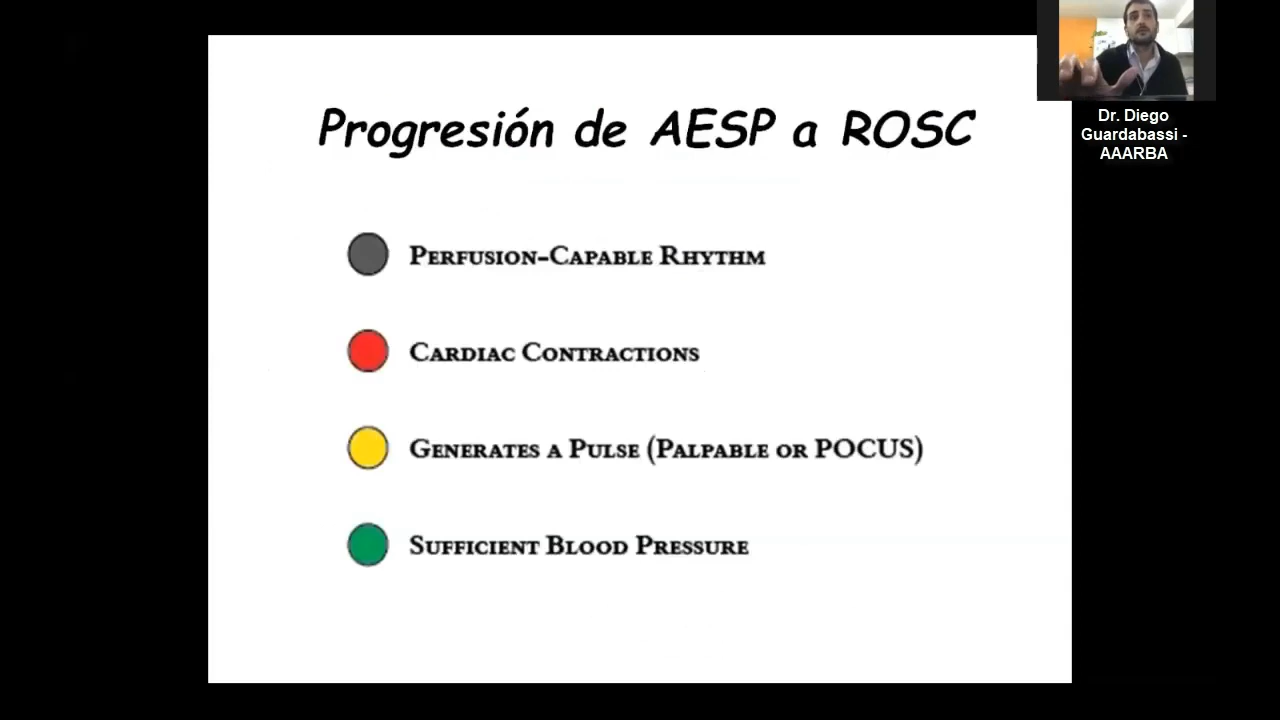 Progresión de AESP a ROSC
Perfusion-Capable Rhythm
Cardiac Contractions
Generates a Pulse (Palpable or POCUS)
Sufficient Blood Pressure
Dr. Diego
Guardabassi -
AAARBA